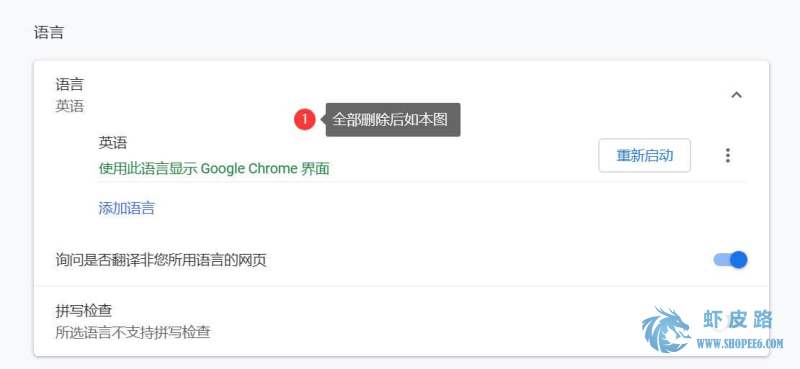 语言
语言
英语
1 全部删除后如本图
英语
使用此语言显示 Google Chrome 界面
重新启动
添加语言
询问是否翻译非您所用语言的网页
拼写检查
所选语言不支持拼写检查
虾皮路
WWW.SHOPEE6.COM